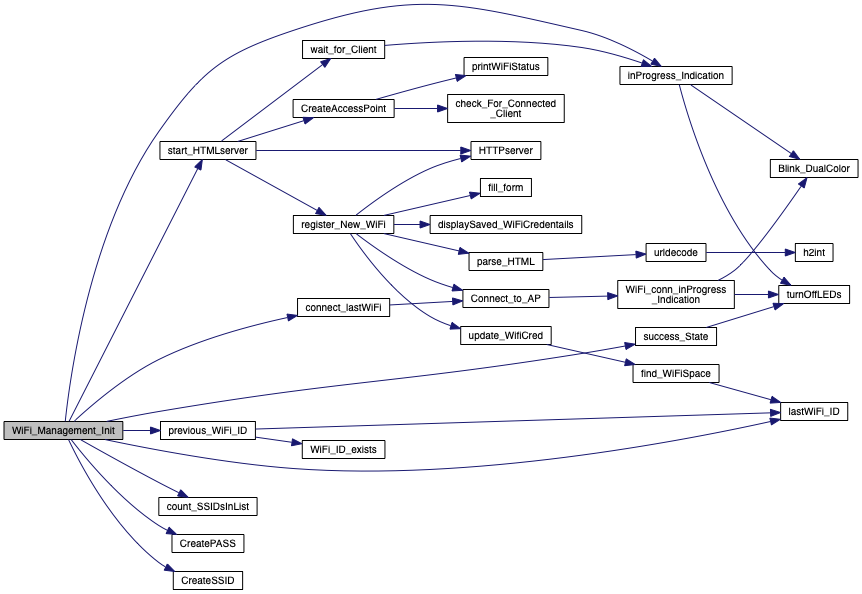 wait_for_Client
inProgress_Indication
printWiFiStatus
CreateAccessPoint
check_For_Connected
_Client
start_HTMLserver
HTTPserver
Blink_DualColor
fill_form
register_New_WiFi
displaySaved_WiFiCredentails
parse_HTML
urldecode
h2int
Connect_to_AP
WiFi_conn_inProgress
_Indication
turnOffLEDs
connect_lastWiFi
update_WifiCred
success_State
find_WiFiSpace
lastWiFi_ID
WiFi_Management_Init
previous_WiFi_ID
WiFi_ID_exists
count_SSIDsInList
CreatePASS
CreateSSID